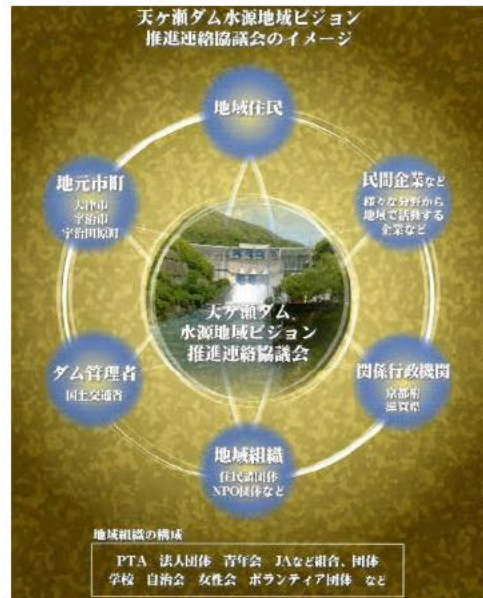 天ヶ瀬ダム水源地域ビジョン
推進連絡協議会のイメージ
地域住民
地元市町
大津市
宇治市
宇治田原町
民間企業など
様々な分野から
地域で活動する
企業など
天ヶ瀬ダム
水源地域ビジョン
推進連絡協議会
ダム管理者
国土交通省
関係行政機関
京都府
滋賀県
地域組織
住民諸団体
NPO団体など
地域組織の構成
PTA 法人団体 青年会 JAなど組合、団体
学校 自治会 女性会 ボランティア団体 など